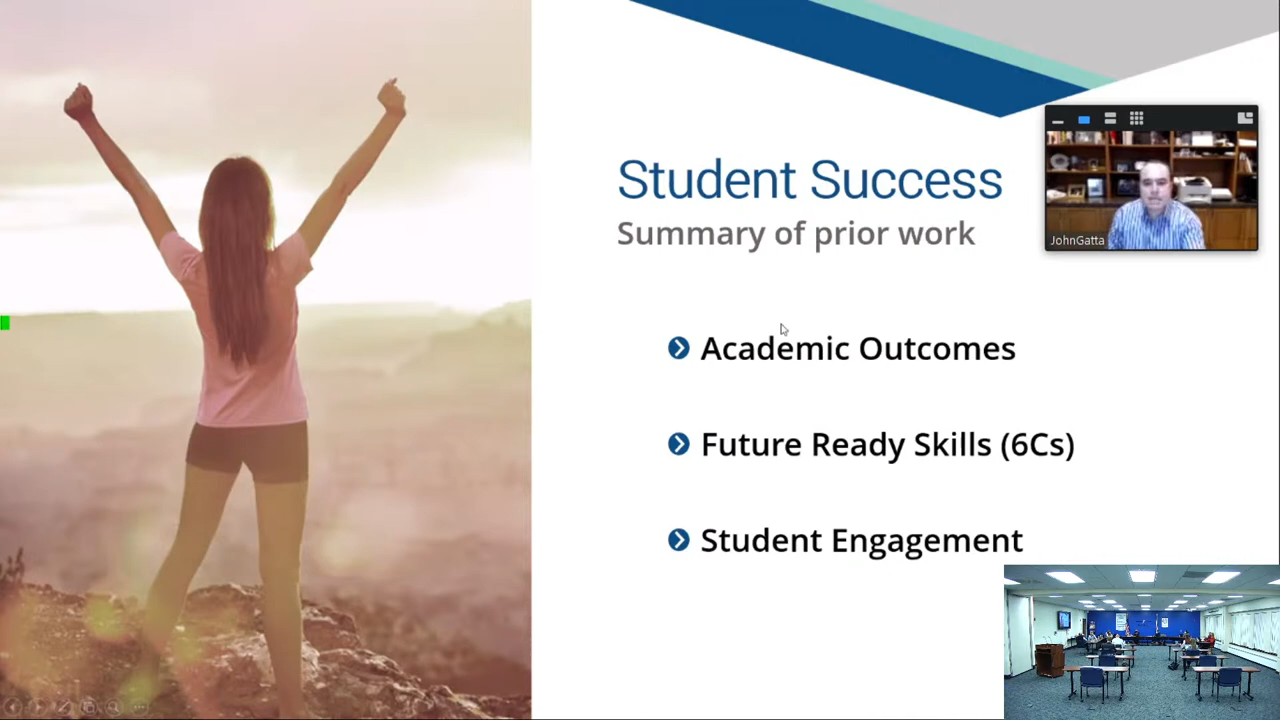 Student Success
Summary of prior work
JohnGatta
Academic Outcomes
Future Ready Skills (6Cs)
Student Engagement